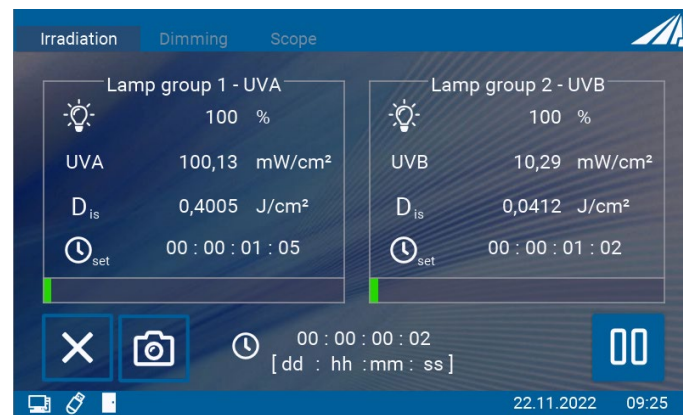 Irradiation Dimming Scope
Lamp group 1 - UVA
100 %
UVA 100,13 mW/cm²
Dis 0,4005 J/cm²
set 00 : 00 : 01 : 05
Lamp group 2 - UVB
100 %
UVB 10,29 mW/cm²
Dis 0,0412 J/cm²
set 00 : 00 : 01 : 02
00 : 00 : 00 : 02
[ dd : hh : mm : ss ]
22.11.2022 09:25